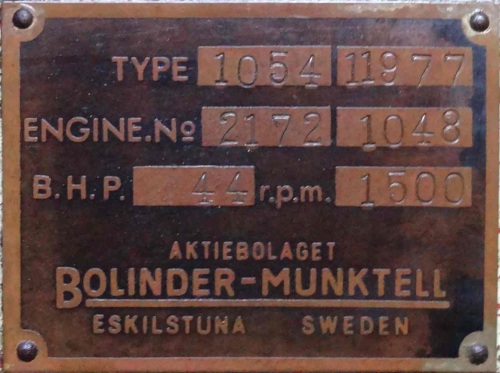 TYPE 1054 11977
ENGINE.No 2172 1048
B.H.P. 44 r.p.m. 1500
AKTIEBOLAGET
BOLINDER-MUNKTELL
ESKILSTUNA SWEDEN